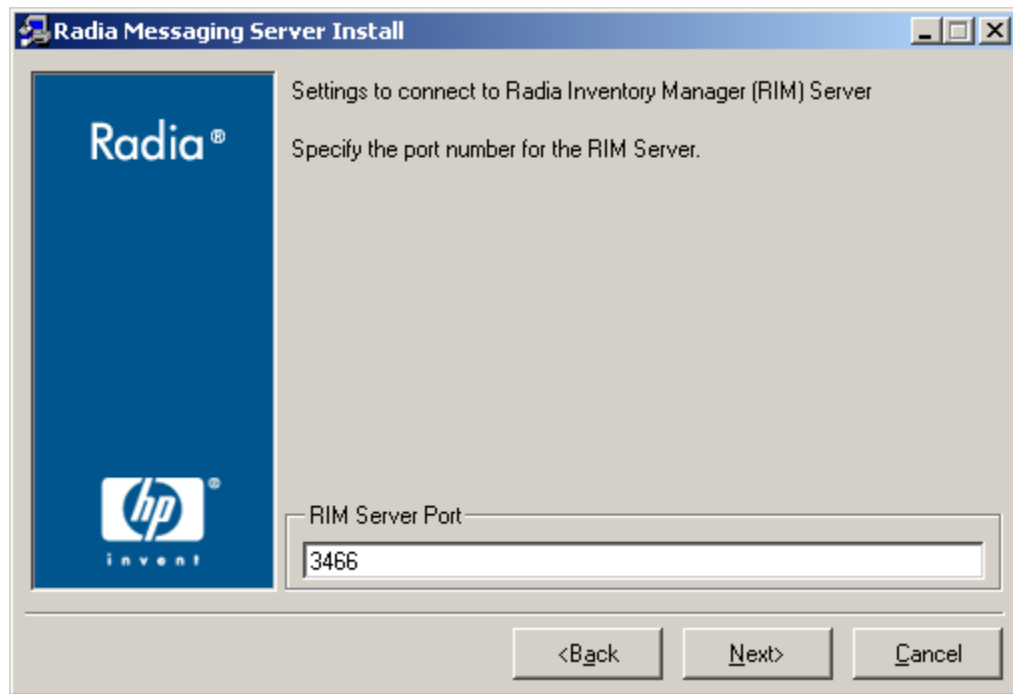 Radia Messaging Server Install
Radia®
Settings to connect to Radia Inventory Manager (RIM) Server
Specify the port number for the RIM Server.
hp®
invent
RIM Server Port
3466
<Back
Next>
Cancel